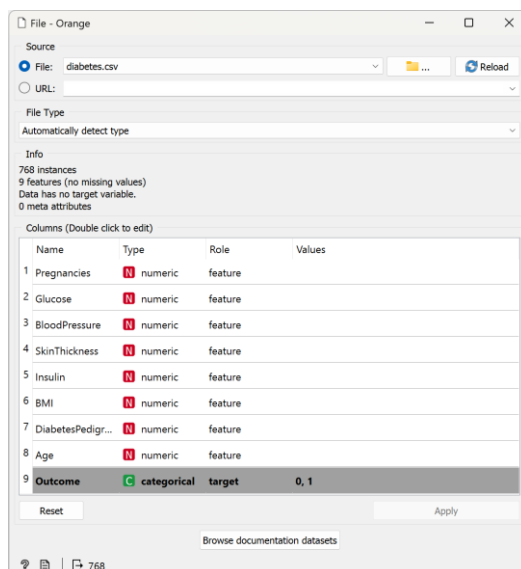 File - Orange
Source
File: diabetes.csv ... Reload
URL:
File Type
Automatically detect type
Info
768 instances
9 features (no missing values)
Data has no target variable.
0 meta attributes
Columns (Double click to edit)
Name Type Role Values
1 Pregnancies N numeric feature
2 Glucose N numeric feature
3 BloodPressure N numeric feature
4 SkinThickness N numeric feature
5 Insulin N numeric feature
6 BMI N numeric feature
7 DiabetesPedigr... N numeric feature
8 Age N numeric feature
9 Outcome C categorical target 0, 1
Reset Apply
Browse documentation datasets
? 768